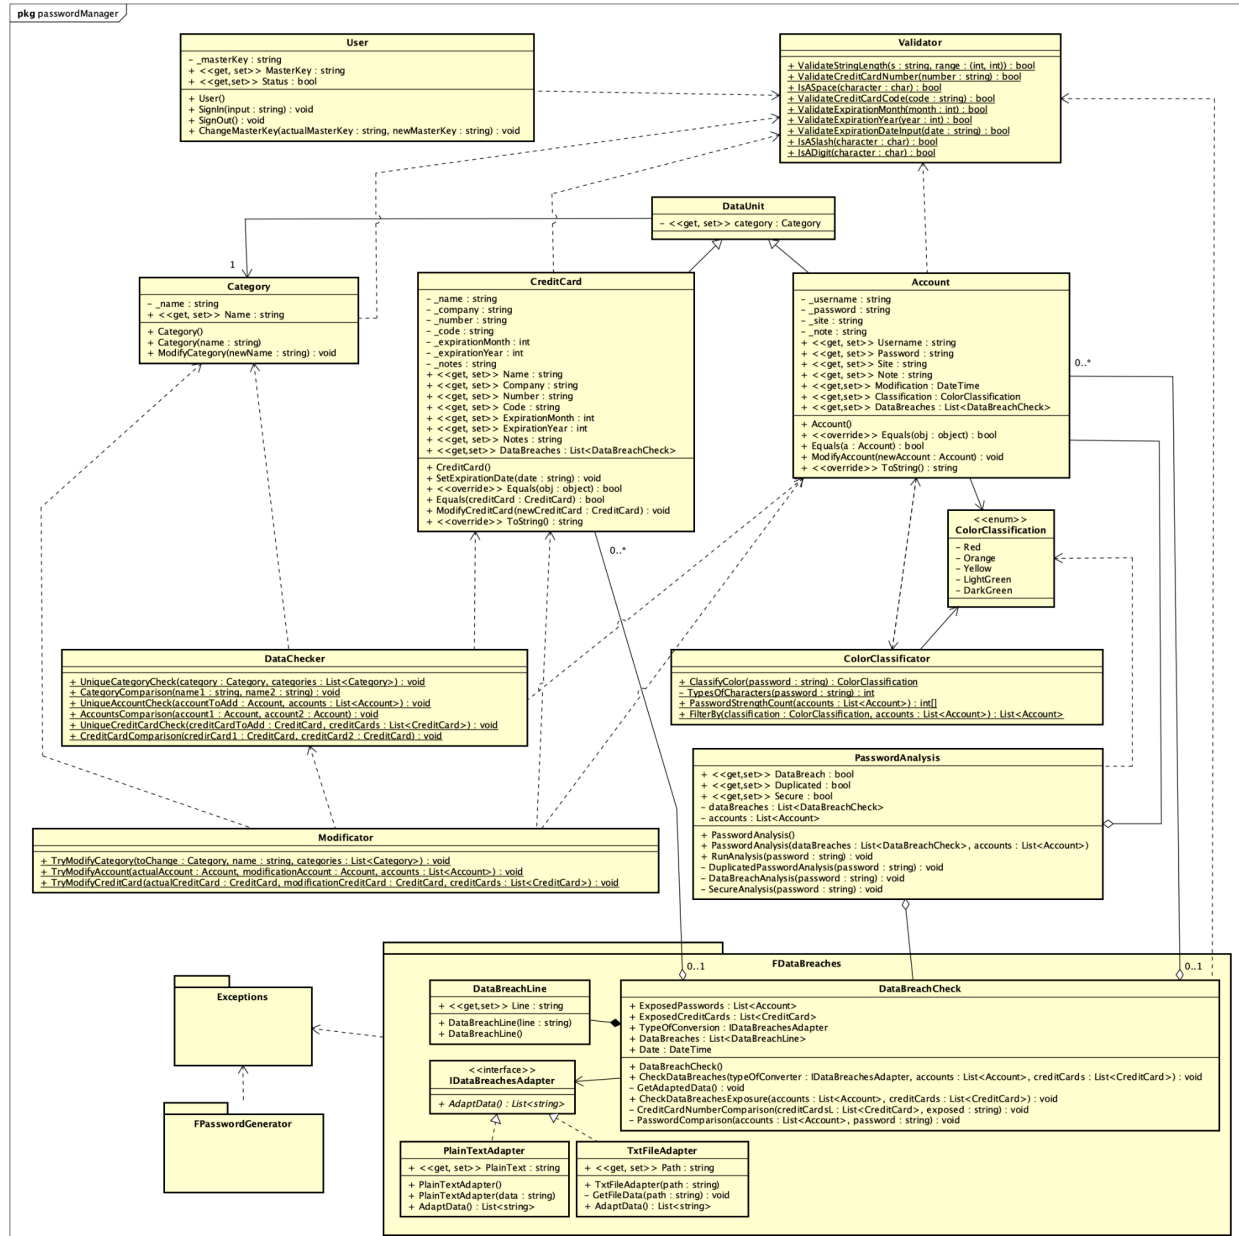 pkg passwordManager
User
– _masterKey : string
+ <<get, set>> MasterKey : string
+ <<get,set>> Status : bool
+ User()
+ SignIn(input : string) : void
+ SignOut() : void
+ ChangeMasterKey(actualMasterKey : string, newMasterKey : string) : void
Validator
+ ValidateStringLength(s : string, range : (int, int)) : bool
+ ValidateCreditCardNumber(number : string) : bool
+ IsASpace(character : char) : bool
+ ValidateCreditCardCode(code : string) : bool
+ ValidateExpirationMonth(month : int) : bool
+ ValidateExpirationYear(year : int) : bool
+ ValidateExpirationDateInput(date : string) : bool
+ IsASlash(character : char) : bool
+ IsADigit(character : char) : bool
DataUnit
– <<get, set>> category : Category
1
Category
– _name : string
+ <<get, set>> Name : string
+ Category()
+ Category(name : string)
+ ModifyCategory(newName : string) : void
CreditCard
– _name : string
– _company : string
– _number : string
– _code : string
– _expirationMonth : int
– _expirationYear : int
– _notes : string
+ <<get, set>> Name : string
+ <<get, set>> Company : string
+ <<get, set>> Number : string
+ <<get, set>> Code : string
+ <<get, set>> ExpirationMonth : int
+ <<get, set>> ExpirationYear : int
+ <<get, set>> Notes : string
+ <<get,set>> DataBreaches : List<DataBreachCheck>
+ CreditCard()
+ SetExpirationDate(date : string) : void
+ <<override>> Equals(obj : object) : bool
+ Equals(creditCard : CreditCard) : bool
+ ModifyCreditCard(newCreditCard : CreditCard) : void
+ <<override>> ToString() : string
0..*
Account
– _username : string
– _password : string
– _site : string
– _note : string
+ <<get, set>> Username : string
+ <<get, set>> Password : string
+ <<get, set>> Site : string
+ <<get, set>> Note : string
+ <<get,set>> Modification : DateTime
+ <<get,set>> Classification : ColorClassification
+ <<get,set>> DataBreaches : List<DataBreachCheck>
+ Account()
+ <<override>> Equals(obj : object) : bool
+ Equals(a : Account) : bool
+ ModifyAccount(newAccount : Account) : void
+ <<override>> ToString() : string
0..*
<<enum>>
ColorClassification
– Red
– Orange
– Yellow
– LightGreen
– DarkGreen
DataChecker
+ UniqueCategoryCheck(category : Category, categories : List<Category>) : void
+ CategoryComparison(name1 : string, name2 : string) : void
+ UniqueAccountCheck(accountToAdd : Account, accounts : List<Account>) : void
+ AccountsComparison(account1 : Account, account2 : Account) : void
+ UniqueCreditCardCheck(creditCardToAdd : CreditCard, creditCards : List<CreditCard>) : void
+ CreditCardComparison(credirCard1 : CreditCard, creditCard2 : CreditCard) : void
ColorClassificator
+ ClassifyColor(password : string) : ColorClassification
– TypesOfCharacters(password : string) : int
+ PasswordStrengthCount(accounts : List<Account>) : int[]
+ FilterBy(classification : ColorClassification, accounts : List<Account>) : List<Account>
PasswordAnalysis
+ <<get,set>> DataBreach : bool
+ <<get,set>> Duplicated : bool
+ <<get,set>> Secure : bool
– dataBreaches : List<DataBreachCheck>
– accounts : List<Account>
+ PasswordAnalysis()
+ PasswordAnalysis(dataBreaches : List<DataBreachCheck>, accounts : List<Account>)
+ RunAnalysis(password : string) : void
– DuplicatedPasswordAnalysis(password : string) : void
– DataBreachAnalysis(password : string) : void
– SecureAnalysis(password : string) : void
Modificator
+ TryModifyCategory(toChange : Category, name : string, categories : List<Category>) : void
+ TryModifyAccount(actualAccount : Account, modificationAccount : Account, accounts : List<Account>) : void
+ TryModifyCreditCard(actualCreditCard : CreditCard, modificationCreditCard : CreditCard, creditCards : List<CreditCard>) : void
FDataBreaches
0..1
0..1
Exceptions
FPasswordGenerator
DataBreachLine
+ <<get,set>> Line : string
+ DataBreachLine(line : string)
+ DataBreachLine()
DataBreachCheck
+ ExposedPasswords : List<Account>
+ ExposedCreditCards : List<CreditCard>
+ TypeOfConversion : IDataBreachesAdapter
+ DataBreaches : List<DataBreachLine>
+ Date : DateTime
+ DataBreachCheck()
+ CheckDataBreaches(typeOfConverter : IDataBreachesAdapter, accounts : List<Account>, creditCards : List<CreditCard>) : void
– GetAdaptedData() : void
+ CheckDataBreachesExposure(accounts : List<Account>, creditCards : List<CreditCard>) : void
– CreditCardNumberComparison(creditCardsL : List<CreditCard>, exposed : string) : void
– PasswordComparison(accounts : List<Account>, password : string) : void
<<interface>>
IDataBreachesAdapter
+ AdaptData() : List<string>
PlainTextAdapter
+ <<get, set>> PlainText : string
+ PlainTextAdapter()
+ PlainTextAdapter(data : string)
+ AdaptData() : List<string>
TxtFileAdapter
+ <<get, set>> Path : string
+ TxtFileAdapter(path : string)
– GetFileData(path : string) : void
+ AdaptData() : List<string>